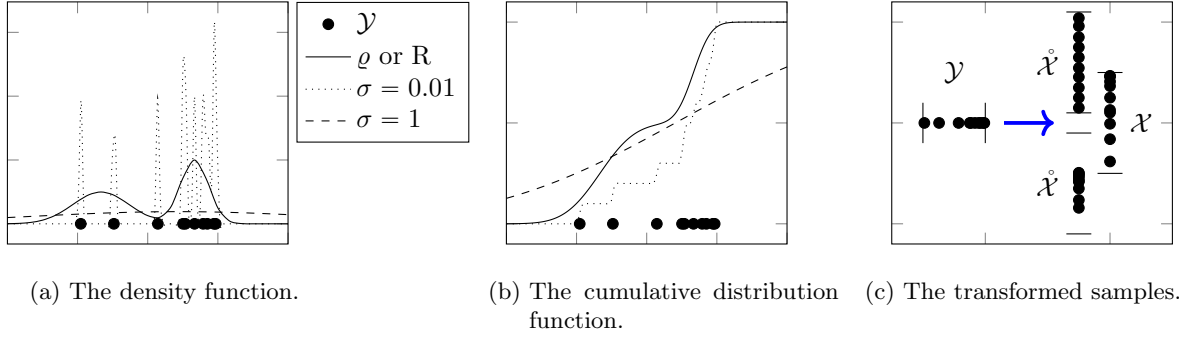 𝒴
ϱ or R
σ = 0.01
σ = 1
𝒴
𝒳̊
𝒳
𝒳̊
(a) The density function.
(b) The cumulative distribution
function.
(c) The transformed samples.